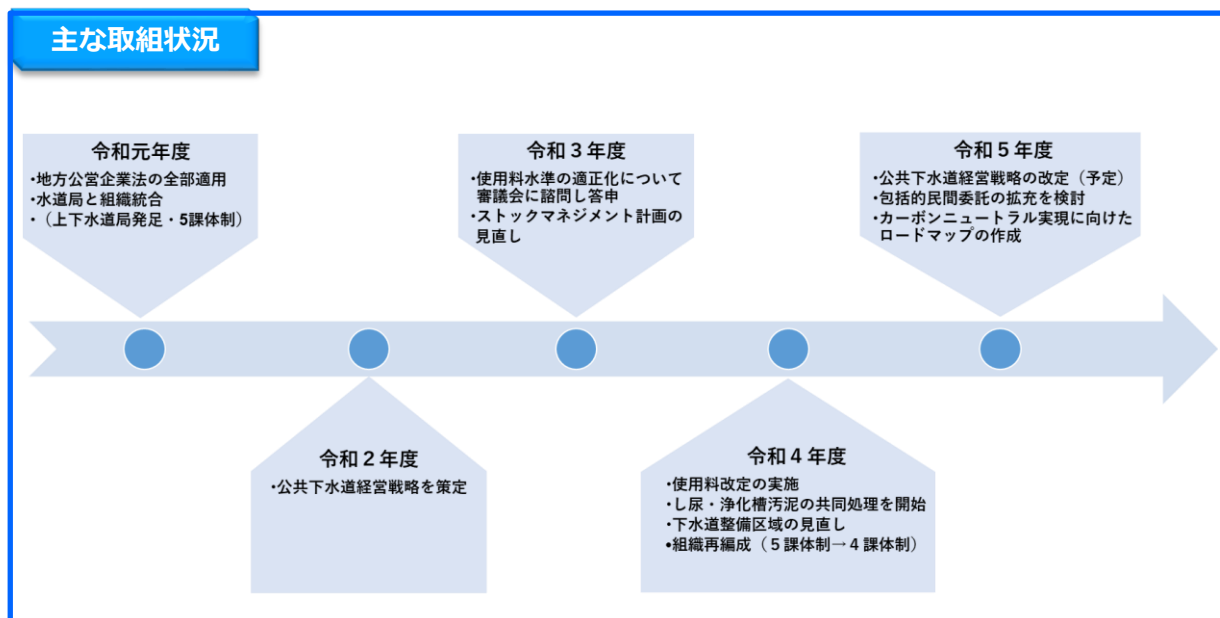 主な取組状況
令和元年度
・地方公営企業法の全部適用
・水道局と組織統合
・（上下水道局発足・5課体制）
令和２年度
・公共下水道経営戦略を策定
令和３年度
・使用料水準の適正化について
審議会に諮問し答申
・ストックマネジメント計画の
見直し
令和４年度
・使用料改定の実施
・し尿・浄化槽汚泥の共同処理を開始
・下水道整備区域の見直し
•組織再編成（５課体制→４課体制）
令和５年度
・公共下水道経営戦略の改定（予定）
・包括的民間委託の拡充を検討
・カーボンニュートラル実現に向けた
ロードマップの作成